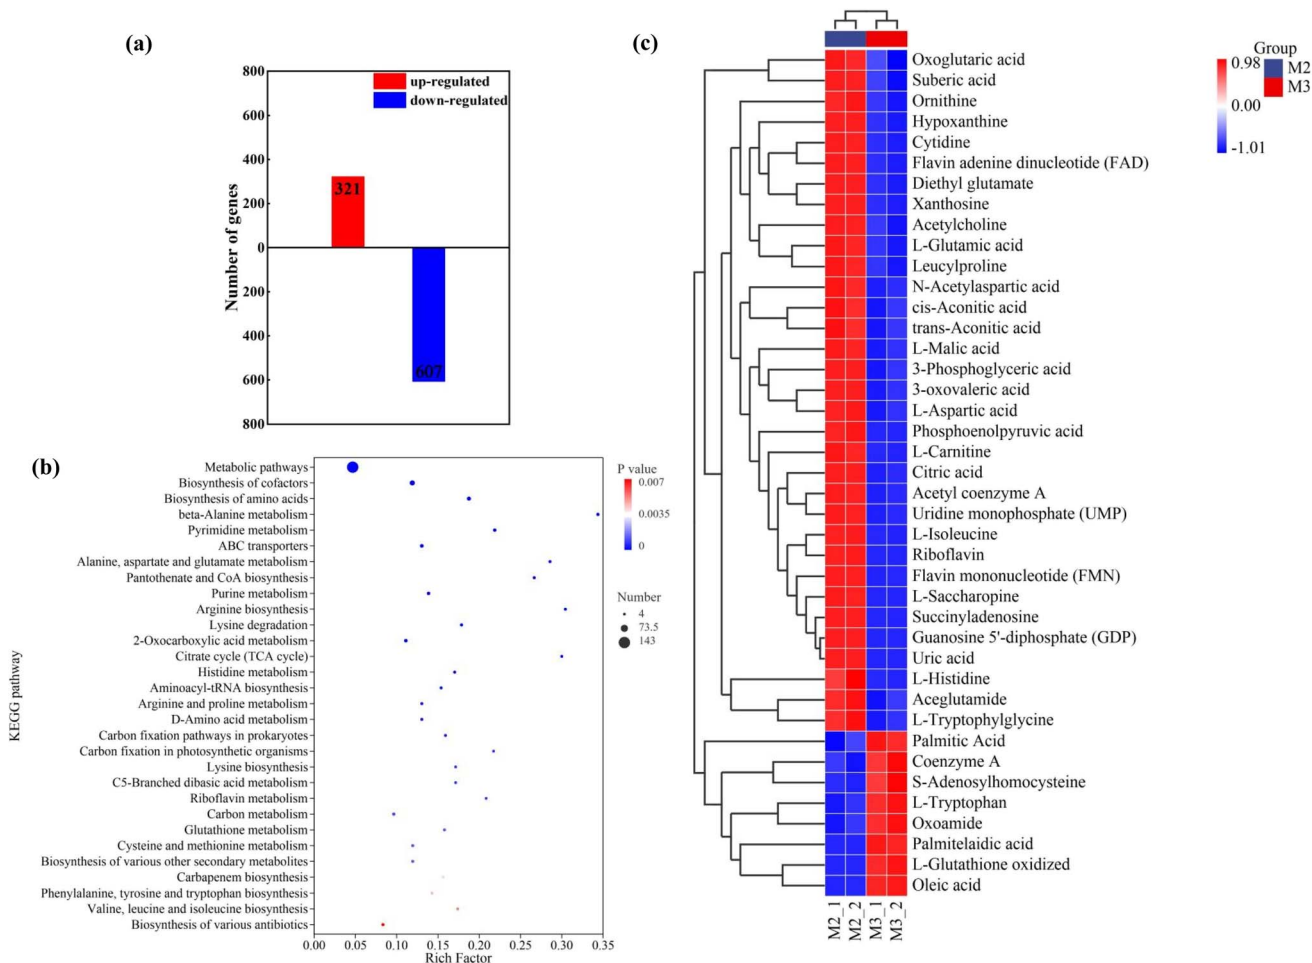 (a)
800
600
400
200
0
200
400
600
800
Number of genes
up-regulated
down-regulated
321
607
(b)
KEGG pathway
Metabolic pathways
Biosynthesis of cofactors
Biosynthesis of amino acids
beta-Alanine metabolism
Pyrimidine metabolism
ABC transporters
Alanine, aspartate and glutamate metabolism
Pantothenate and CoA biosynthesis
Purine metabolism
Arginine biosynthesis
Lysine degradation
2-Oxocarboxylic acid metabolism
Citrate cycle (TCA cycle)
Histidine metabolism
Aminoacyl-tRNA biosynthesis
Arginine and proline metabolism
D-Amino acid metabolism
Carbon fixation pathways in prokaryotes
Carbon fixation in photosynthetic organisms
Lysine biosynthesis
C5-Branched dibasic acid metabolism
Riboflavin metabolism
Carbon metabolism
Glutathione metabolism
Cysteine and methionine metabolism
Biosynthesis of various other secondary metabolites
Carbapenem biosynthesis
Phenylalanine, tyrosine and tryptophan biosynthesis
Valine, leucine and isoleucine biosynthesis
Biosynthesis of various antibiotics
0.00 0.05 0.10 0.15 0.20 0.25 0.30 0.35
Rich Factor
P value
0.007
0.0035
0
Number
4
73.5
143
(c)
Oxoglutaric acid
Suberic acid
Ornithine
Hypoxanthine
Cytidine
Flavin adenine dinucleotide (FAD)
Diethyl glutamate
Xanthosine
Acetylcholine
L-Glutamic acid
Leucylproline
N-Acetylaspartic acid
cis-Aconitic acid
trans-Aconitic acid
L-Malic acid
3-Phosphoglyceric acid
3-oxovaleric acid
L-Aspartic acid
Phosphoenolpyruvic acid
L-Carnitine
Citric acid
Acetyl coenzyme A
Uridine monophosphate (UMP)
L-Isoleucine
Riboflavin
Flavin mononucleotide (FMN)
L-Saccharopine
Succinyladenosine
Guanosine 5'-diphosphate (GDP)
Uric acid
L-Histidine
Aceglutamide
L-Tryptophylglycine
Palmitic Acid
Coenzyme A
S-Adenosylhomocysteine
L-Tryptophan
Oxoamide
Palmitelaidic acid
L-Glutathione oxidized
Oleic acid
M2_1
M2_2
M3_1
M3_2
0.98
0.00
-1.01
Group
M2
M3